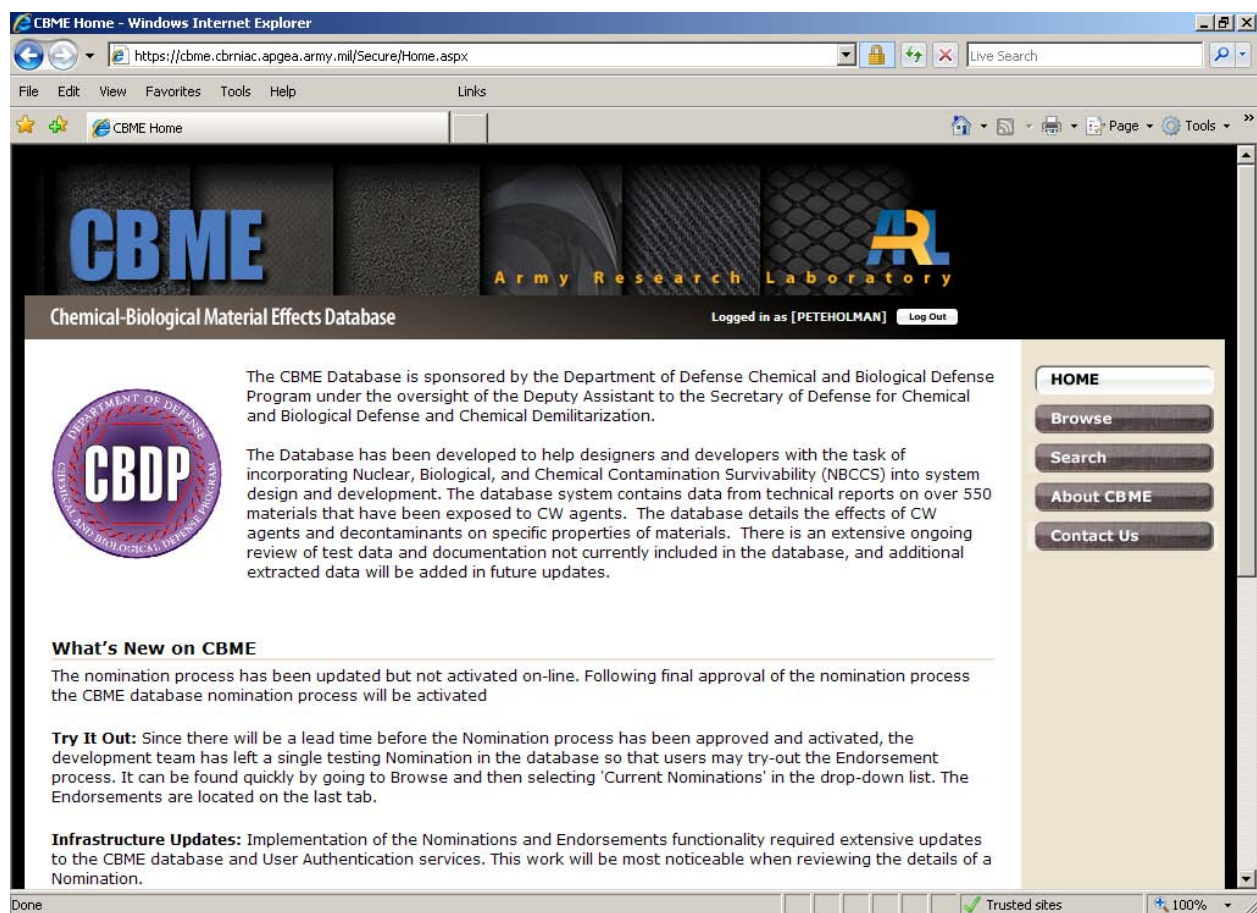 CBME Home - Windows Internet Explorer
https://cbme.cbrniac.apgea.army.mil/Secure/Home.aspx
Live Search
File Edit View Favorites Tools Help Links
CBME Home
Page Tools »
CBME
ARL
Army Research Laboratory
Chemical-Biological Material Effects Database
Logged in as [PETEHOLMAN] Log Out
DEPARTMENT OF DEFENSE
CBDP
CHEMICAL AND BIOLOGICAL DEFENSE PROGRAM
The CBME Database is sponsored by the Department of Defense Chemical and Biological Defense
Program under the oversight of the Deputy Assistant to the Secretary of Defense for Chemical
and Biological Defense and Chemical Demilitarization.
The Database has been developed to help designers and developers with the task of
incorporating Nuclear, Biological, and Chemical Contamination Survivability (NBCCS) into system
design and development. The database system contains data from technical reports on over 550
materials that have been exposed to CW agents. The database details the effects of CW
agents and decontaminants on specific properties of materials. There is an extensive ongoing
review of test data and documentation not currently included in the database, and additional
extracted data will be added in future updates.
HOME
Browse
Search
About CBME
Contact Us
What's New on CBME
The nomination process has been updated but not activated on-line. Following final approval of the nomination process
the CBME database nomination process will be activated
Try It Out: Since there will be a lead time before the Nomination process has been approved and activated, the
development team has left a single testing Nomination in the database so that users may try-out the Endorsement
process. It can be found quickly by going to Browse and then selecting 'Current Nominations' in the drop-down list. The
Endorsements are located on the last tab.
Infrastructure Updates: Implementation of the Nominations and Endorsements functionality required extensive updates
to the CBME database and User Authentication services. This work will be most noticeable when reviewing the details of a
Nomination.
Done
Trusted sites
100%